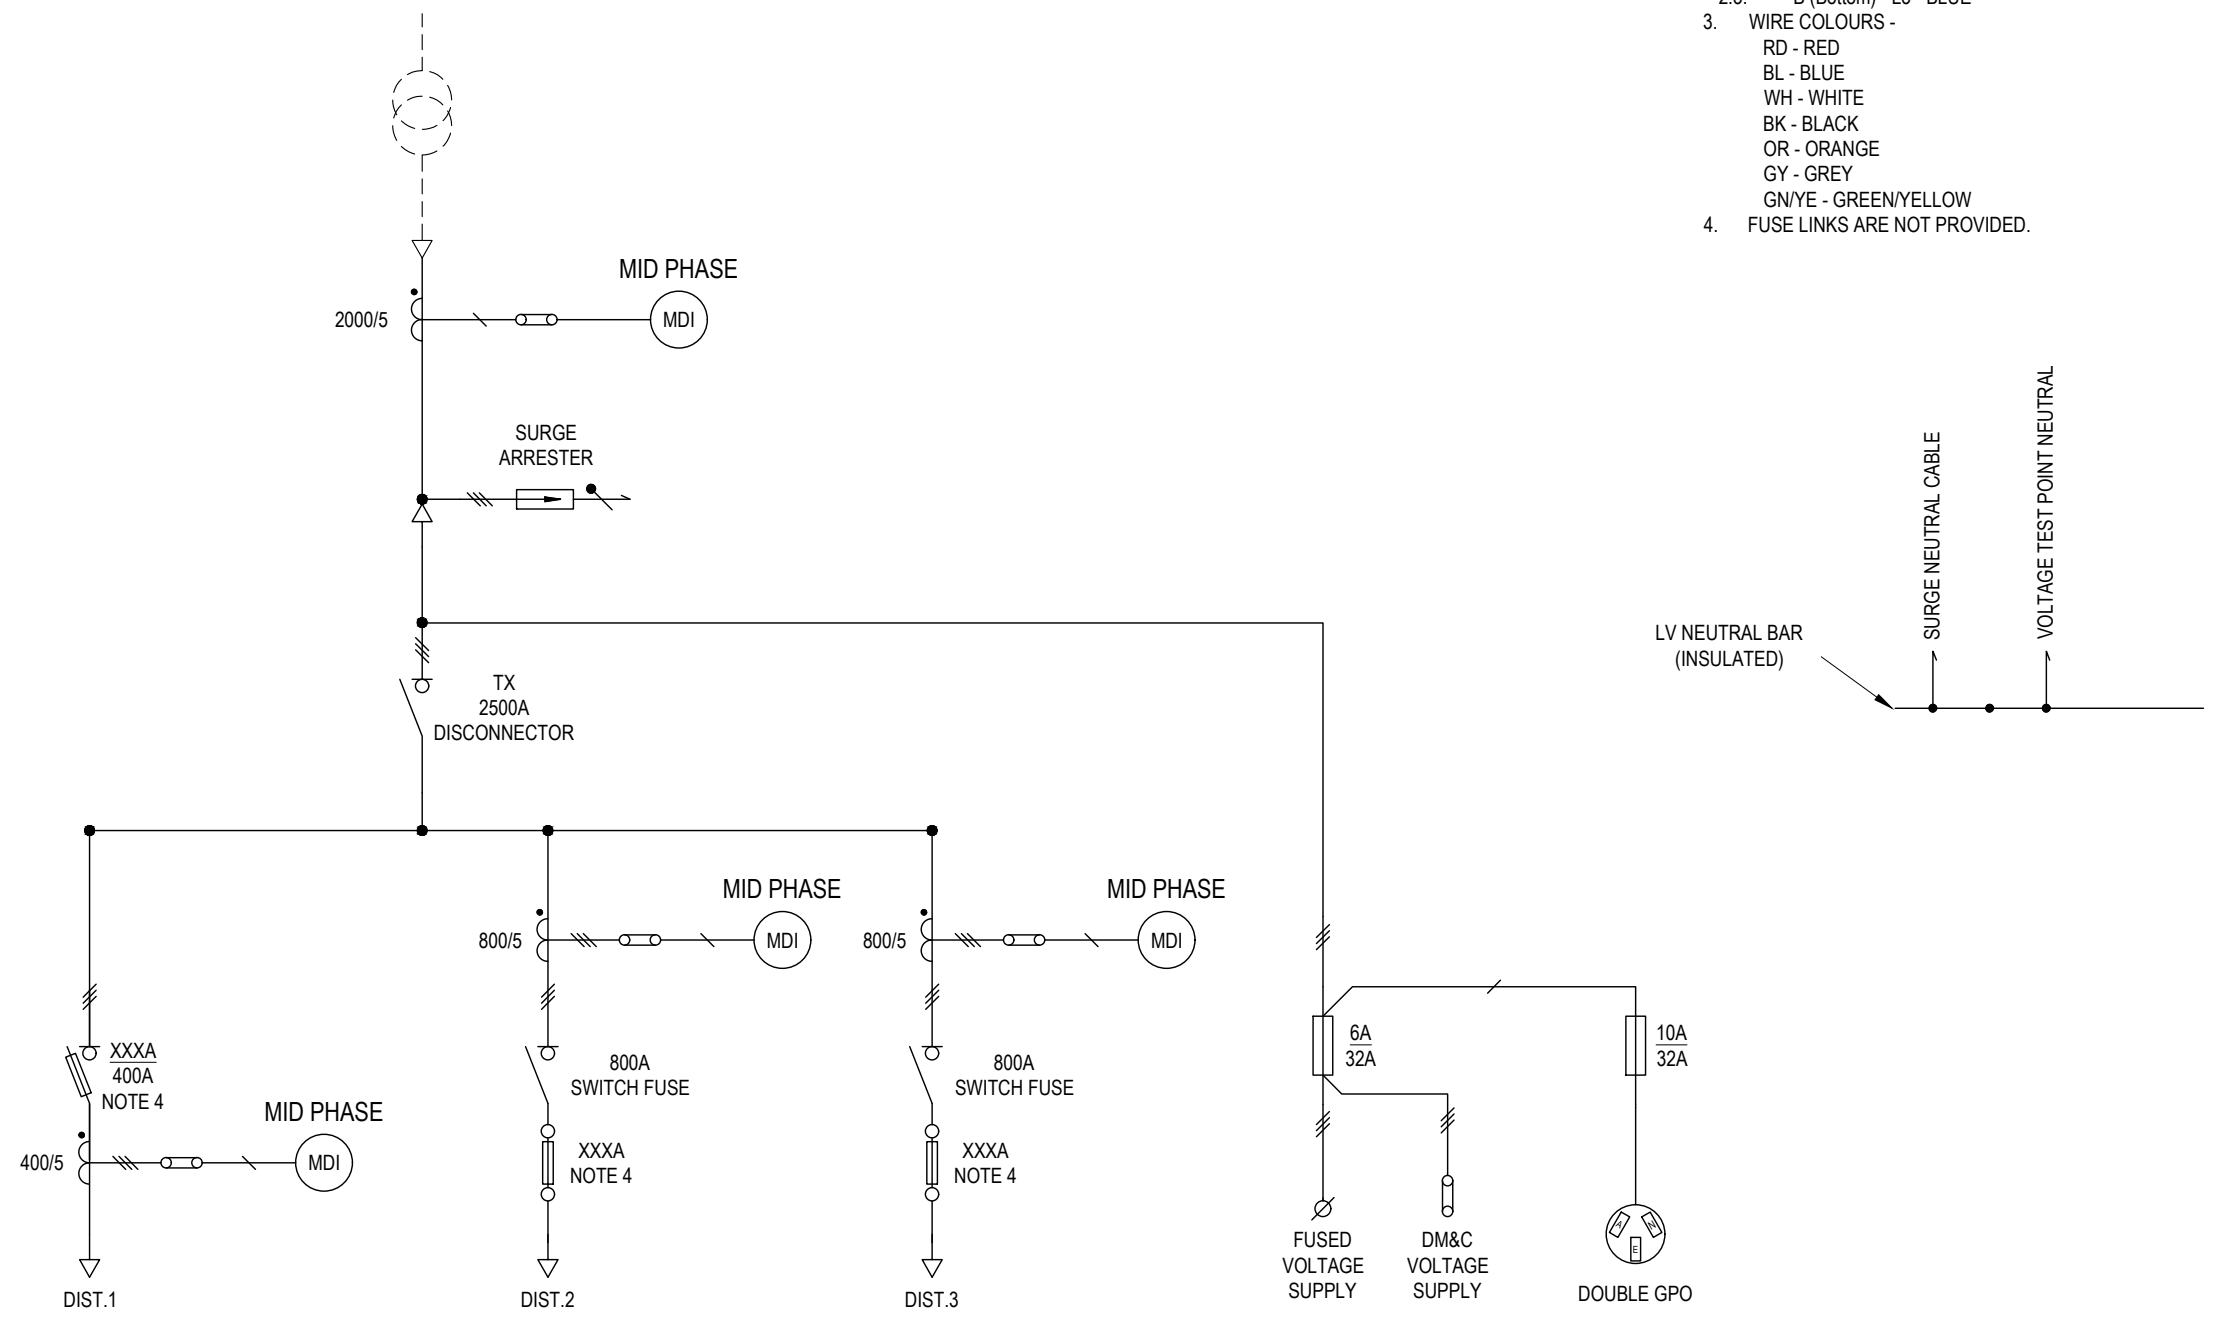 2.3. B (Bottom) - L3 - BLUE
3. WIRE COLOURS -
RD - RED
BL - BLUE
WH - WHITE
BK - BLACK
OR - ORANGE
GY - GREY
GN/YE - GREEN/YELLOW
4. FUSE LINKS ARE NOT PROVIDED.
MID PHASE
2000/5
MDI
SURGE
ARRESTER
SURGE NEUTRAL CABLE
VOLTAGE TEST POINT NEUTRAL
LV NEUTRAL BAR
(INSULATED)
TX
2500A
DISCONNECTOR
MID PHASE
800/5
MDI
MID PHASE
800/5
MDI
XXXA
400A
NOTE 4
MID PHASE
400/5
MDI
800A
SWITCH FUSE
XXXA
NOTE 4
800A
SWITCH FUSE
XXXA
NOTE 4
6A
32A
10A
32A
A
N
E
DIST.1
DIST.2
DIST.3
FUSED
VOLTAGE
SUPPLY
DM&C
VOLTAGE
SUPPLY
DOUBLE GPO